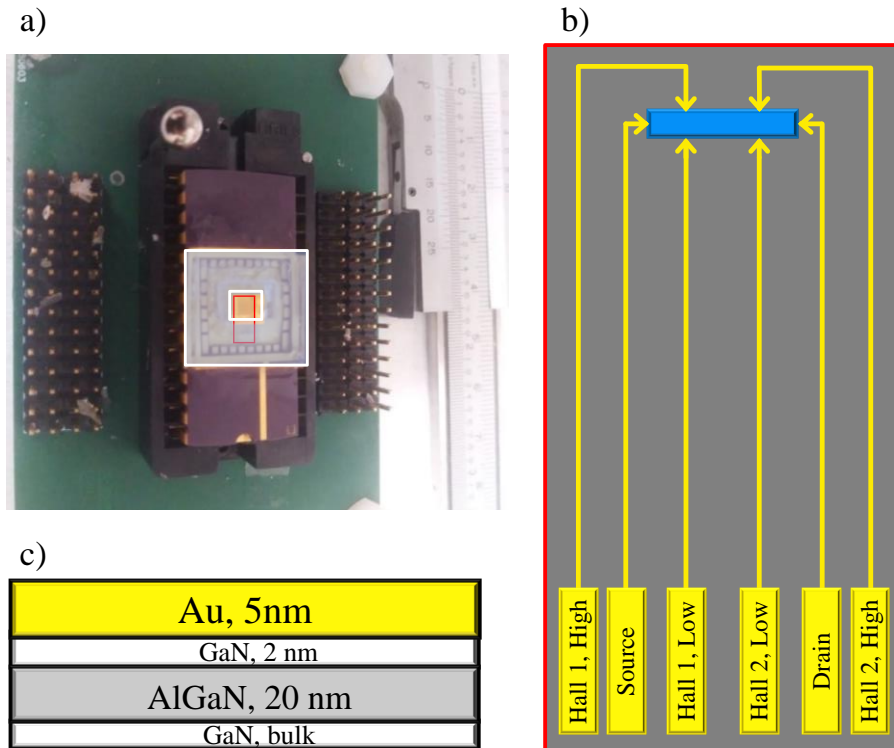 a)
b)
Hall 1, High
Source
Hall 1, Low
Hall 2, Low
Drain
Hall 2, High
c)
Au, 5nm
GaN, 2 nm
AlGaN, 20 nm
GaN, bulk